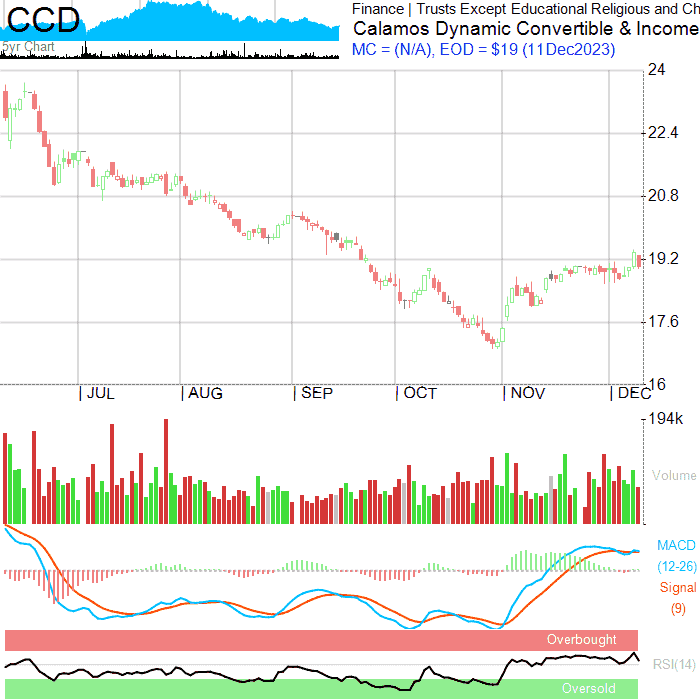 CCD
5yr Chart
Finance | Trusts Except Educational Religious and Ch
Calamos Dynamic Convertible & Income
MC = (N/A), EOD = $19 (11Dec2023)
24
22.4
20.8
19.2
17.6
16
| JUL | AUG | SEP | OCT | NOV | DEC
194k
Volume
MACD
(12-26)
Signal
(9)
Overbought
RSI(14)
Oversold